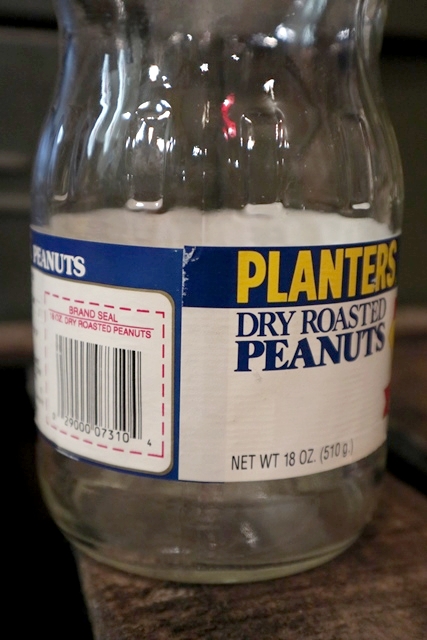 PEANUTS
BRAND SEAL
18 OZ. DRY ROASTED PEANUTS
29000 07310 4
PLANTERS
DRY ROASTED
PEANUTS
NET WT 18 OZ. (510 g.)